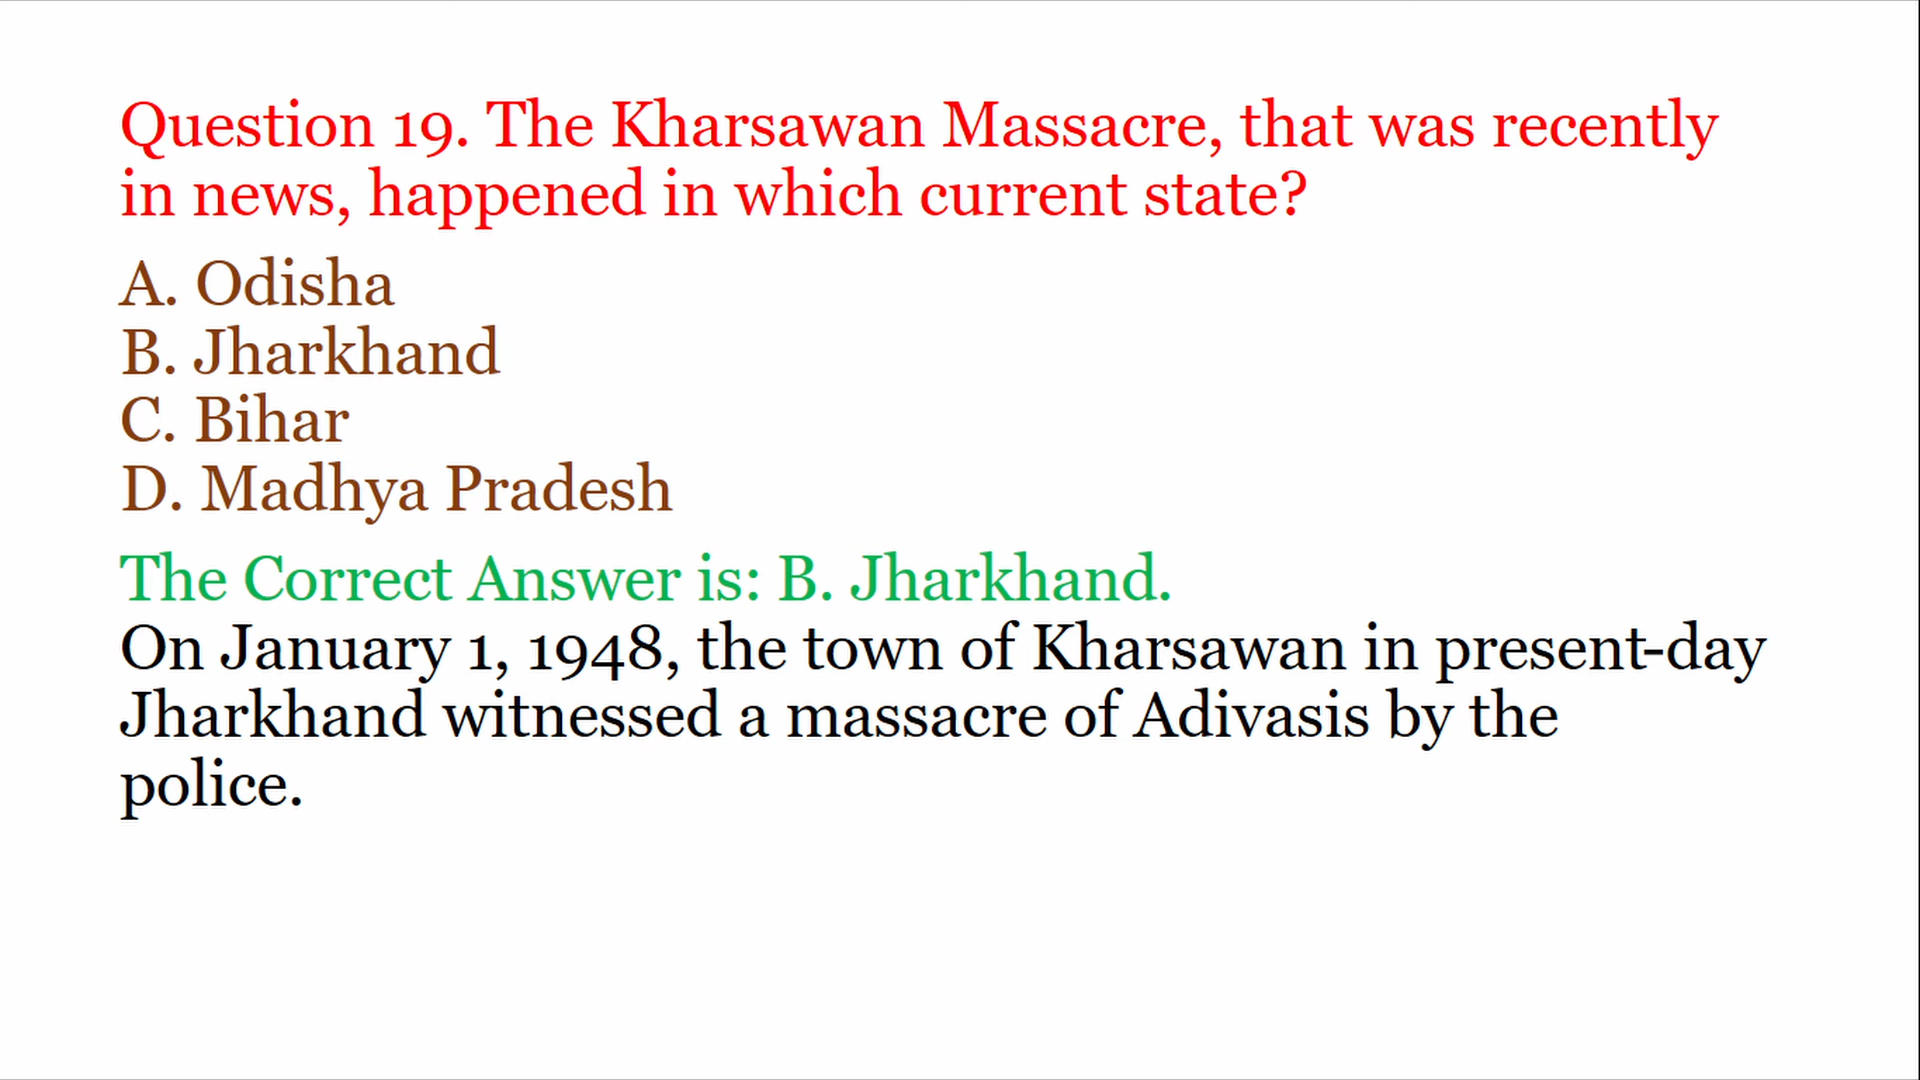 Question 19. The Kharsawan Massacre, that was recently
in news, happened in which current state?
A. Odisha
B. Jharkhand
C. Bihar
D. Madhya Pradesh
The Correct Answer is: B. Jharkhand.
On January 1, 1948, the town of Kharsawan in present-day
Jharkhand witnessed a massacre of Adivasis by the
police.